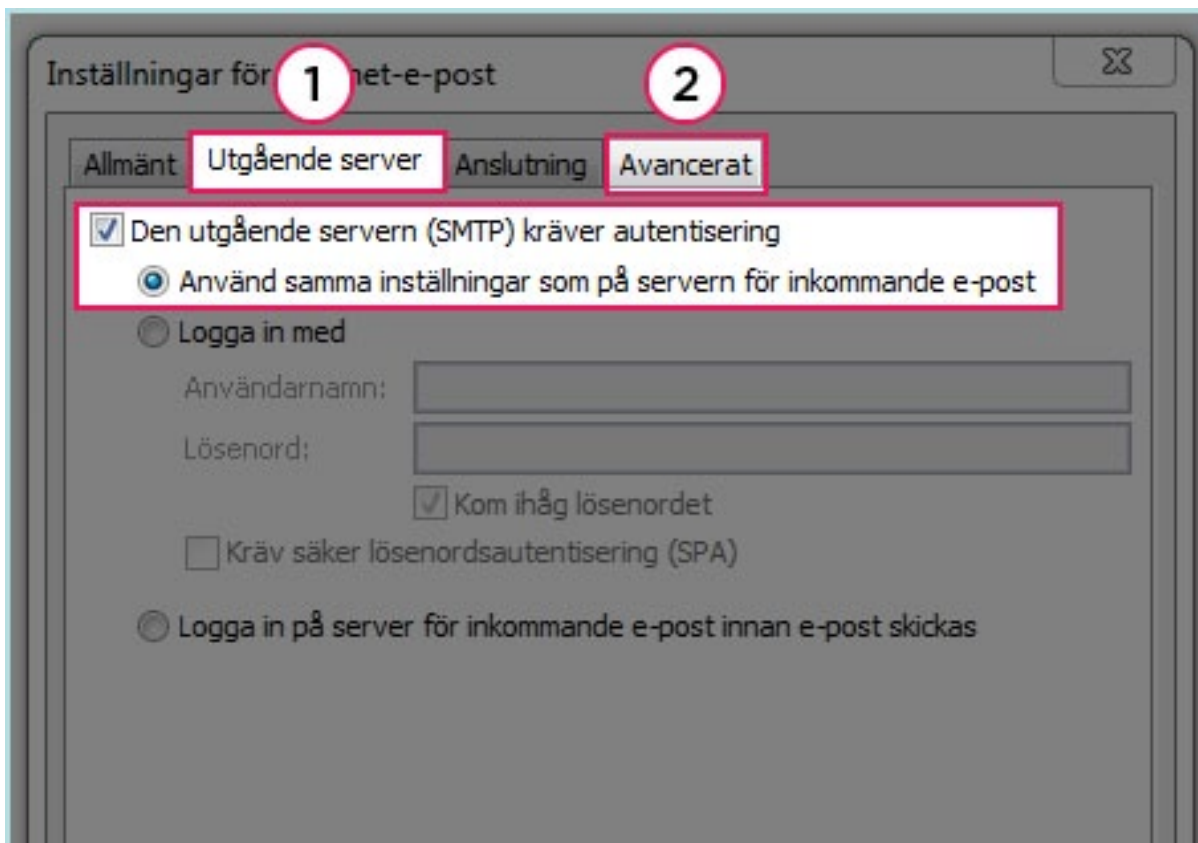 1
2
Inställningar för net-e-post
Allmänt Utgående server Anslutning Avancerat
Den utgående servern (SMTP) kräver autentisering
Använd samma inställningar som på servern för inkommande e-post
Logga in med
Användarnamn:
Lösenord:
Kom ihåg lösenordet
Kräv säker lösenordsautentisering (SPA)
Logga in på server för inkommande e-post innan e-post skickas